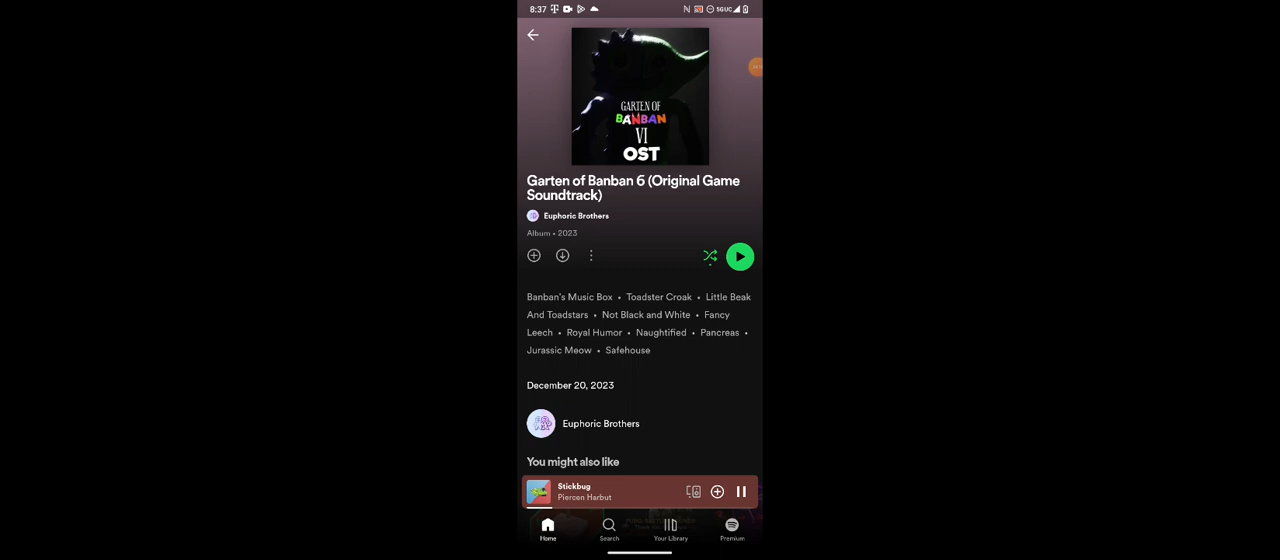 8:37
5G UC
GARTEN OF
BANBAN
VI
OST
Garten of Banban 6 (Original Game
Soundtrack)
Euphoric Brothers
Album • 2023
Banban's Music Box • Toadster Croak • Little Beak
And Toadstars • Not Black and White • Fancy
Leech • Royal Humor • Naughtified • Pancreas •
Jurassic Meow • Safehouse
December 20, 2023
Euphoric Brothers
You might also like
Stickbug
Piercen Harbut
Home
Search
Your Library
Premium